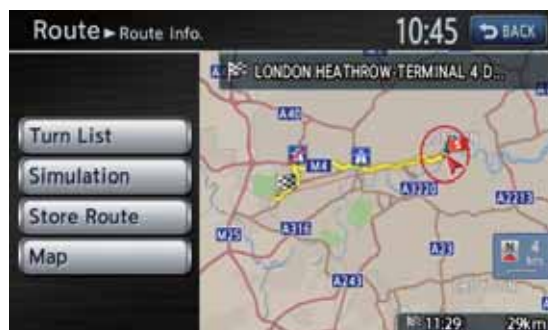 Route ▸ Route Info.
10:45
BACK
LONDON HEATHROW-TERMINAL 4 D...
Turn List
Simulation
Store Route
Map
A40
M4
A3220
A2213
M25
A316
A23
A243
N
4 km
11:29
29km